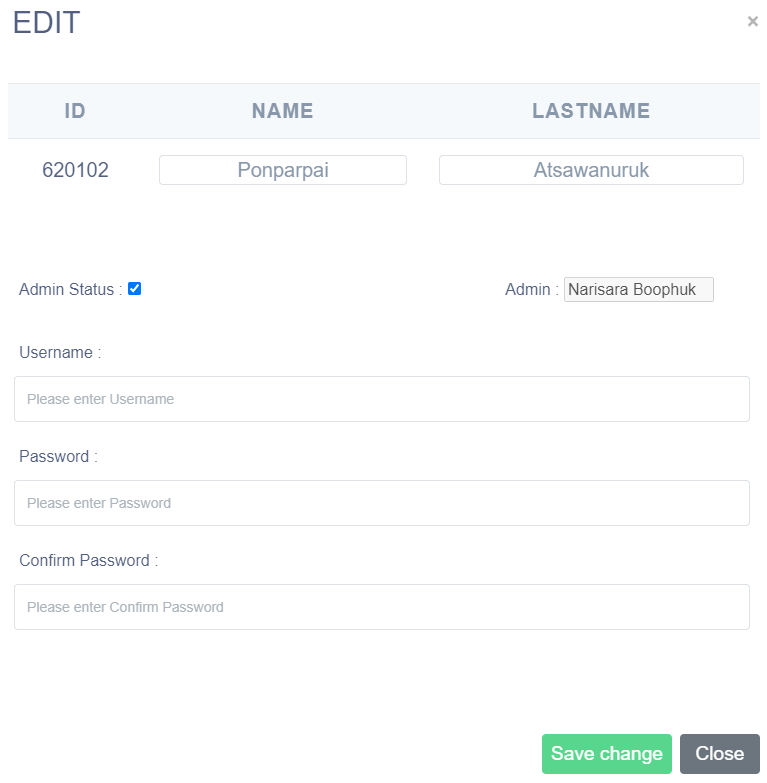 EDIT
×
ID NAME LASTNAME
620102 Ponparpai Atsawanuruk
Admin Status : Admin : Narisara Boophuk
Username :
Please enter Username
Password :
Please enter Password
Confirm Password :
Please enter Confirm Password
Save change Close